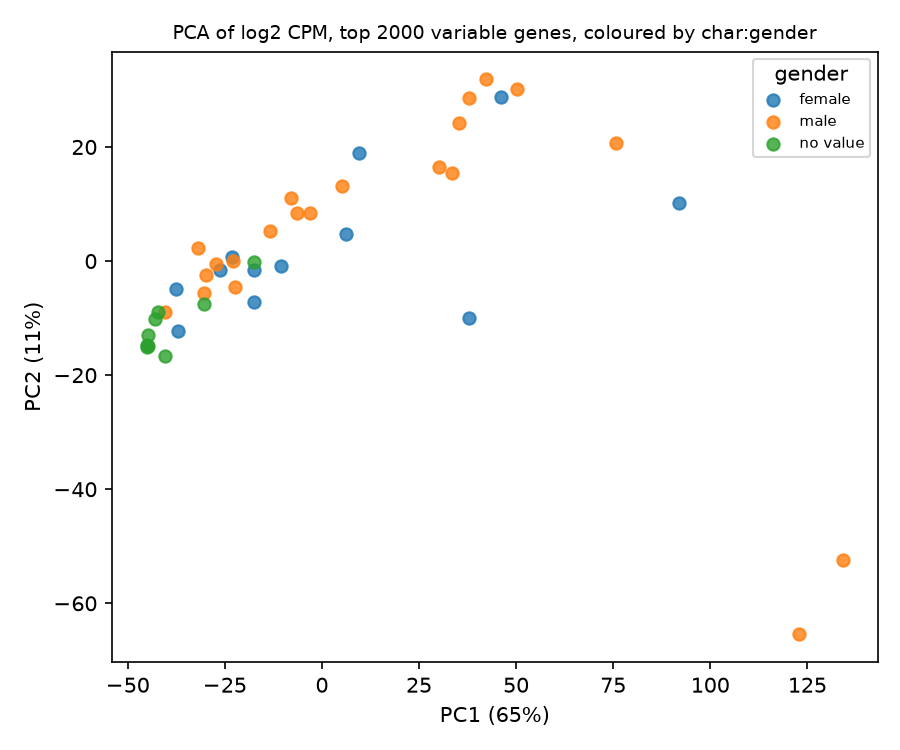 PCA of log2 CPM, top 2000 variable genes, coloured by char:gender
gender
female
male
no value
20
0
−20
−40
−60
PC2 (11%)
−50
−25
0
25
50
75
100
125
PC1 (65%)